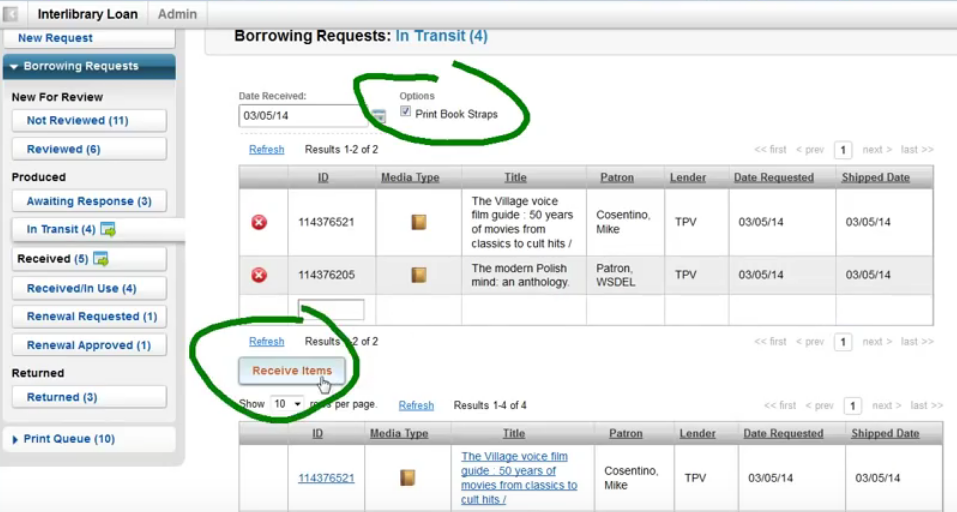 Interlibrary Loan Admin
New Request
Borrowing Requests
New For Review
Not Reviewed (11)
Reviewed (6)
Produced
Awaiting Response (3)
In Transit (4)
Received (5)
Received/In Use (4)
Renewal Requested (1)
Renewal Approved (1)
Returned
Returned (3)
Print Queue (10)
Borrowing Requests: In Transit (4)
Date Received:
03/05/14
Options
Print Book Straps
Refresh Results 1-2 of 2 << first < prev 1 next > last >>
ID Media Type Title Patron Lender Date Requested Shipped Date
114376521
The Village voice
film guide : 50 years
of movies from
classics to cult hits /
Cosentino,
Mike
TPV 03/05/14 03/05/14
114376205
The modern Polish
mind: an anthology.
Patron,
WSDEL
TPV 03/05/14 03/05/14
Refresh Results -2 of 2 << first < prev 1 next > last >>
Receive Items
Show 10 per page. Refresh Results 1-4 of 4 << first < prev 1 next > last >>
ID Media Type Title Patron Lender Date Requested Shipped Date
114376521
The Village voice film
guide : 50 years of
movies from classics to
cult hits /
Cosentino,
Mike
TPV 03/05/14 03/05/14